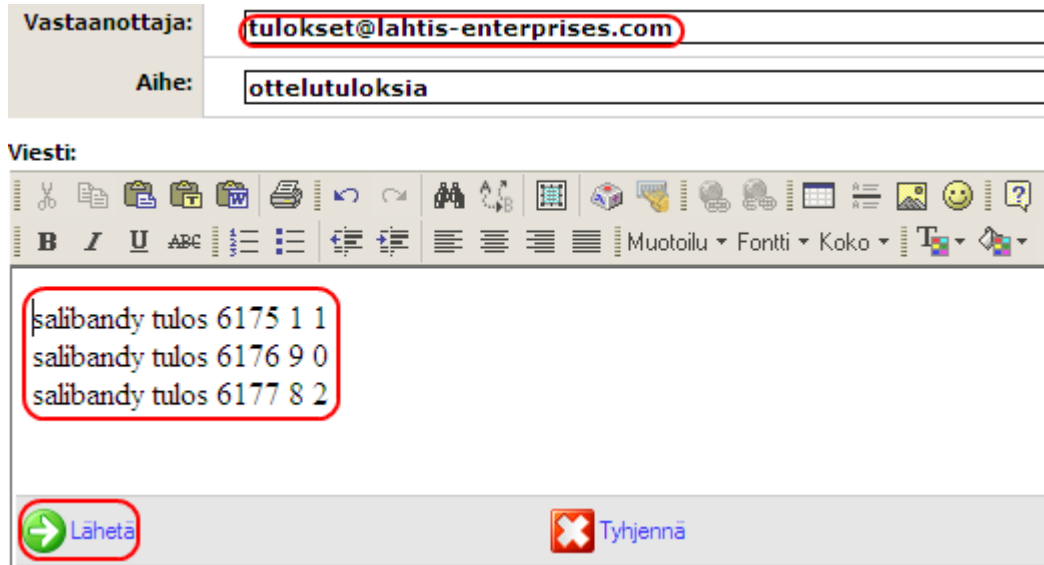 Vastaanottaja: tulokset@lahtis-enterprises.com
Aihe: ottelutuloksia
Viesti:
B I U ABC Muotoilu Fontti Koko
salibandy tulos 6175 1 1
salibandy tulos 6176 9 0
salibandy tulos 6177 8 2
Lähetä Tyhjennä